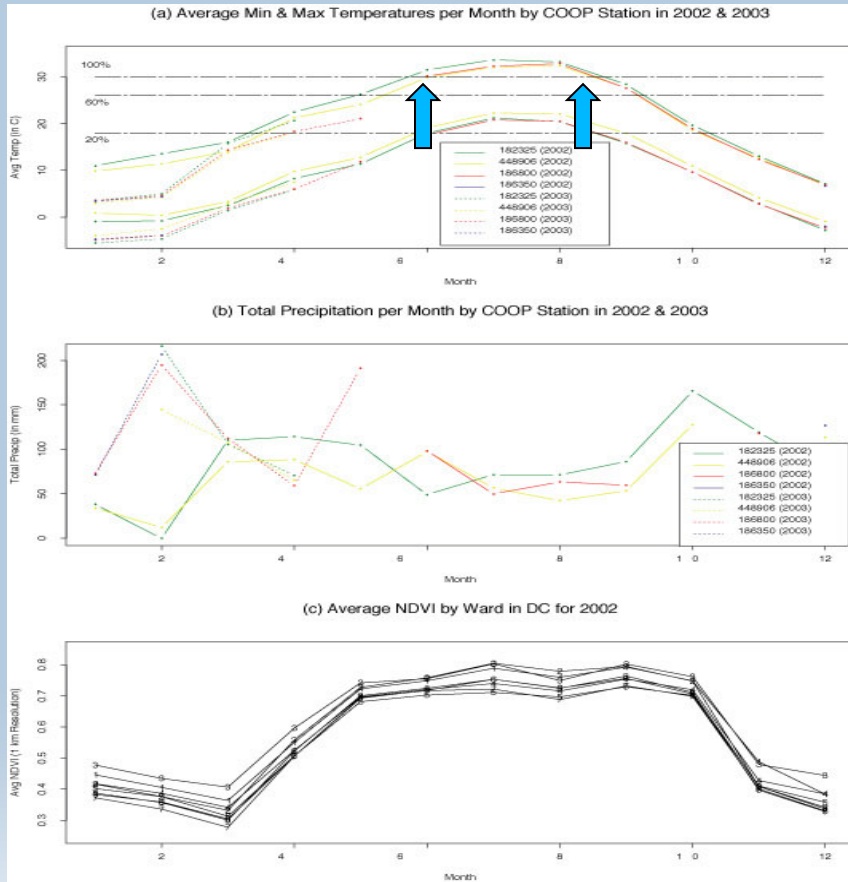 (a) Average Min & Max Temperatures per Month by COOP Station in 2002 & 2003
Avg Temp (in C)
100%
60%
20%
30
20
10
0
182325 (2002)
448906 (2002)
186800 (2002)
186350 (2002)
182325 (2003)
448906 (2003)
186800 (2003)
186350 (2003)
2 4 6 8 1 0 12
Month
(b) Total Precipitation per Month by COOP Station in 2002 & 2003
Total Precip (in mm)
200
150
100
50
0
182325 (2002)
448906 (2002)
186800 (2002)
186350 (2002)
182325 (2003)
448906 (2003)
186800 (2003)
186350 (2003)
2 4 6 8 1 0 12
Month
(c) Average NDVI by Ward in DC for 2002
Avg NDVI (1 km Resolution)
0.8
0.7
0.6
0.5
0.4
0.3
2 4 6 8 1 0 12
Month